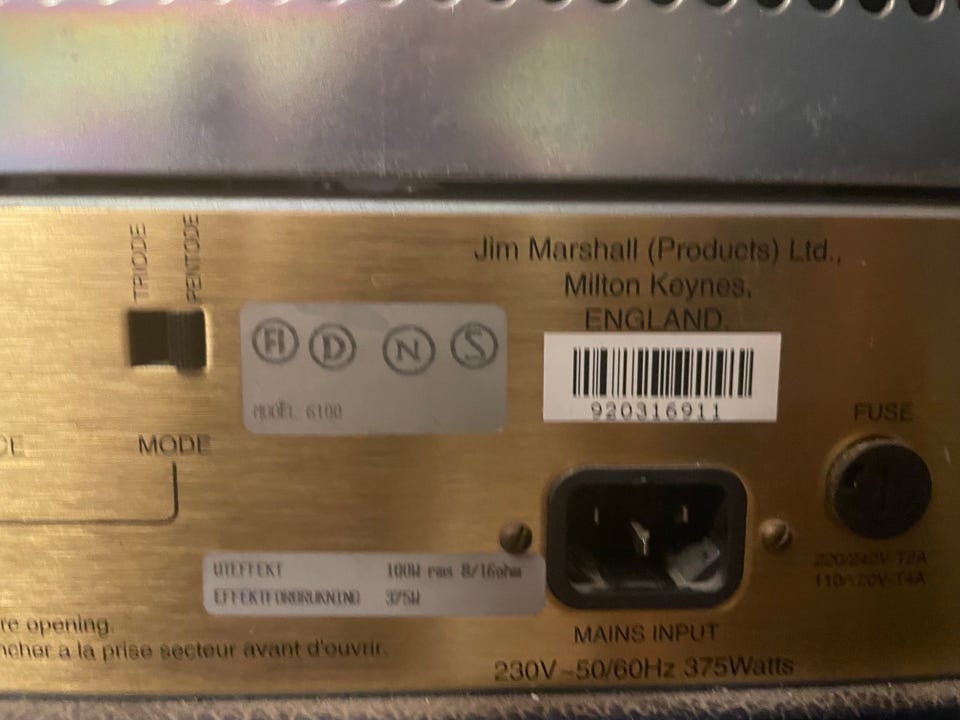 TRIODE
PENTODE
Jim Marshall (Products) Ltd.,
Milton Keynes,
ENGLAND.
FI D N S
MODEL 6100
920316911
FUSE
MODE
220/240V-T2A
110/120V-T4A
UTEFFEKT 100W rms 8/16ohm
EFFEKTFORDRUKNING 375W
MAINS INPUT
230V~50/60Hz 375Watts
re opening.
ncher a la prise secteur avant d'ouvrir.